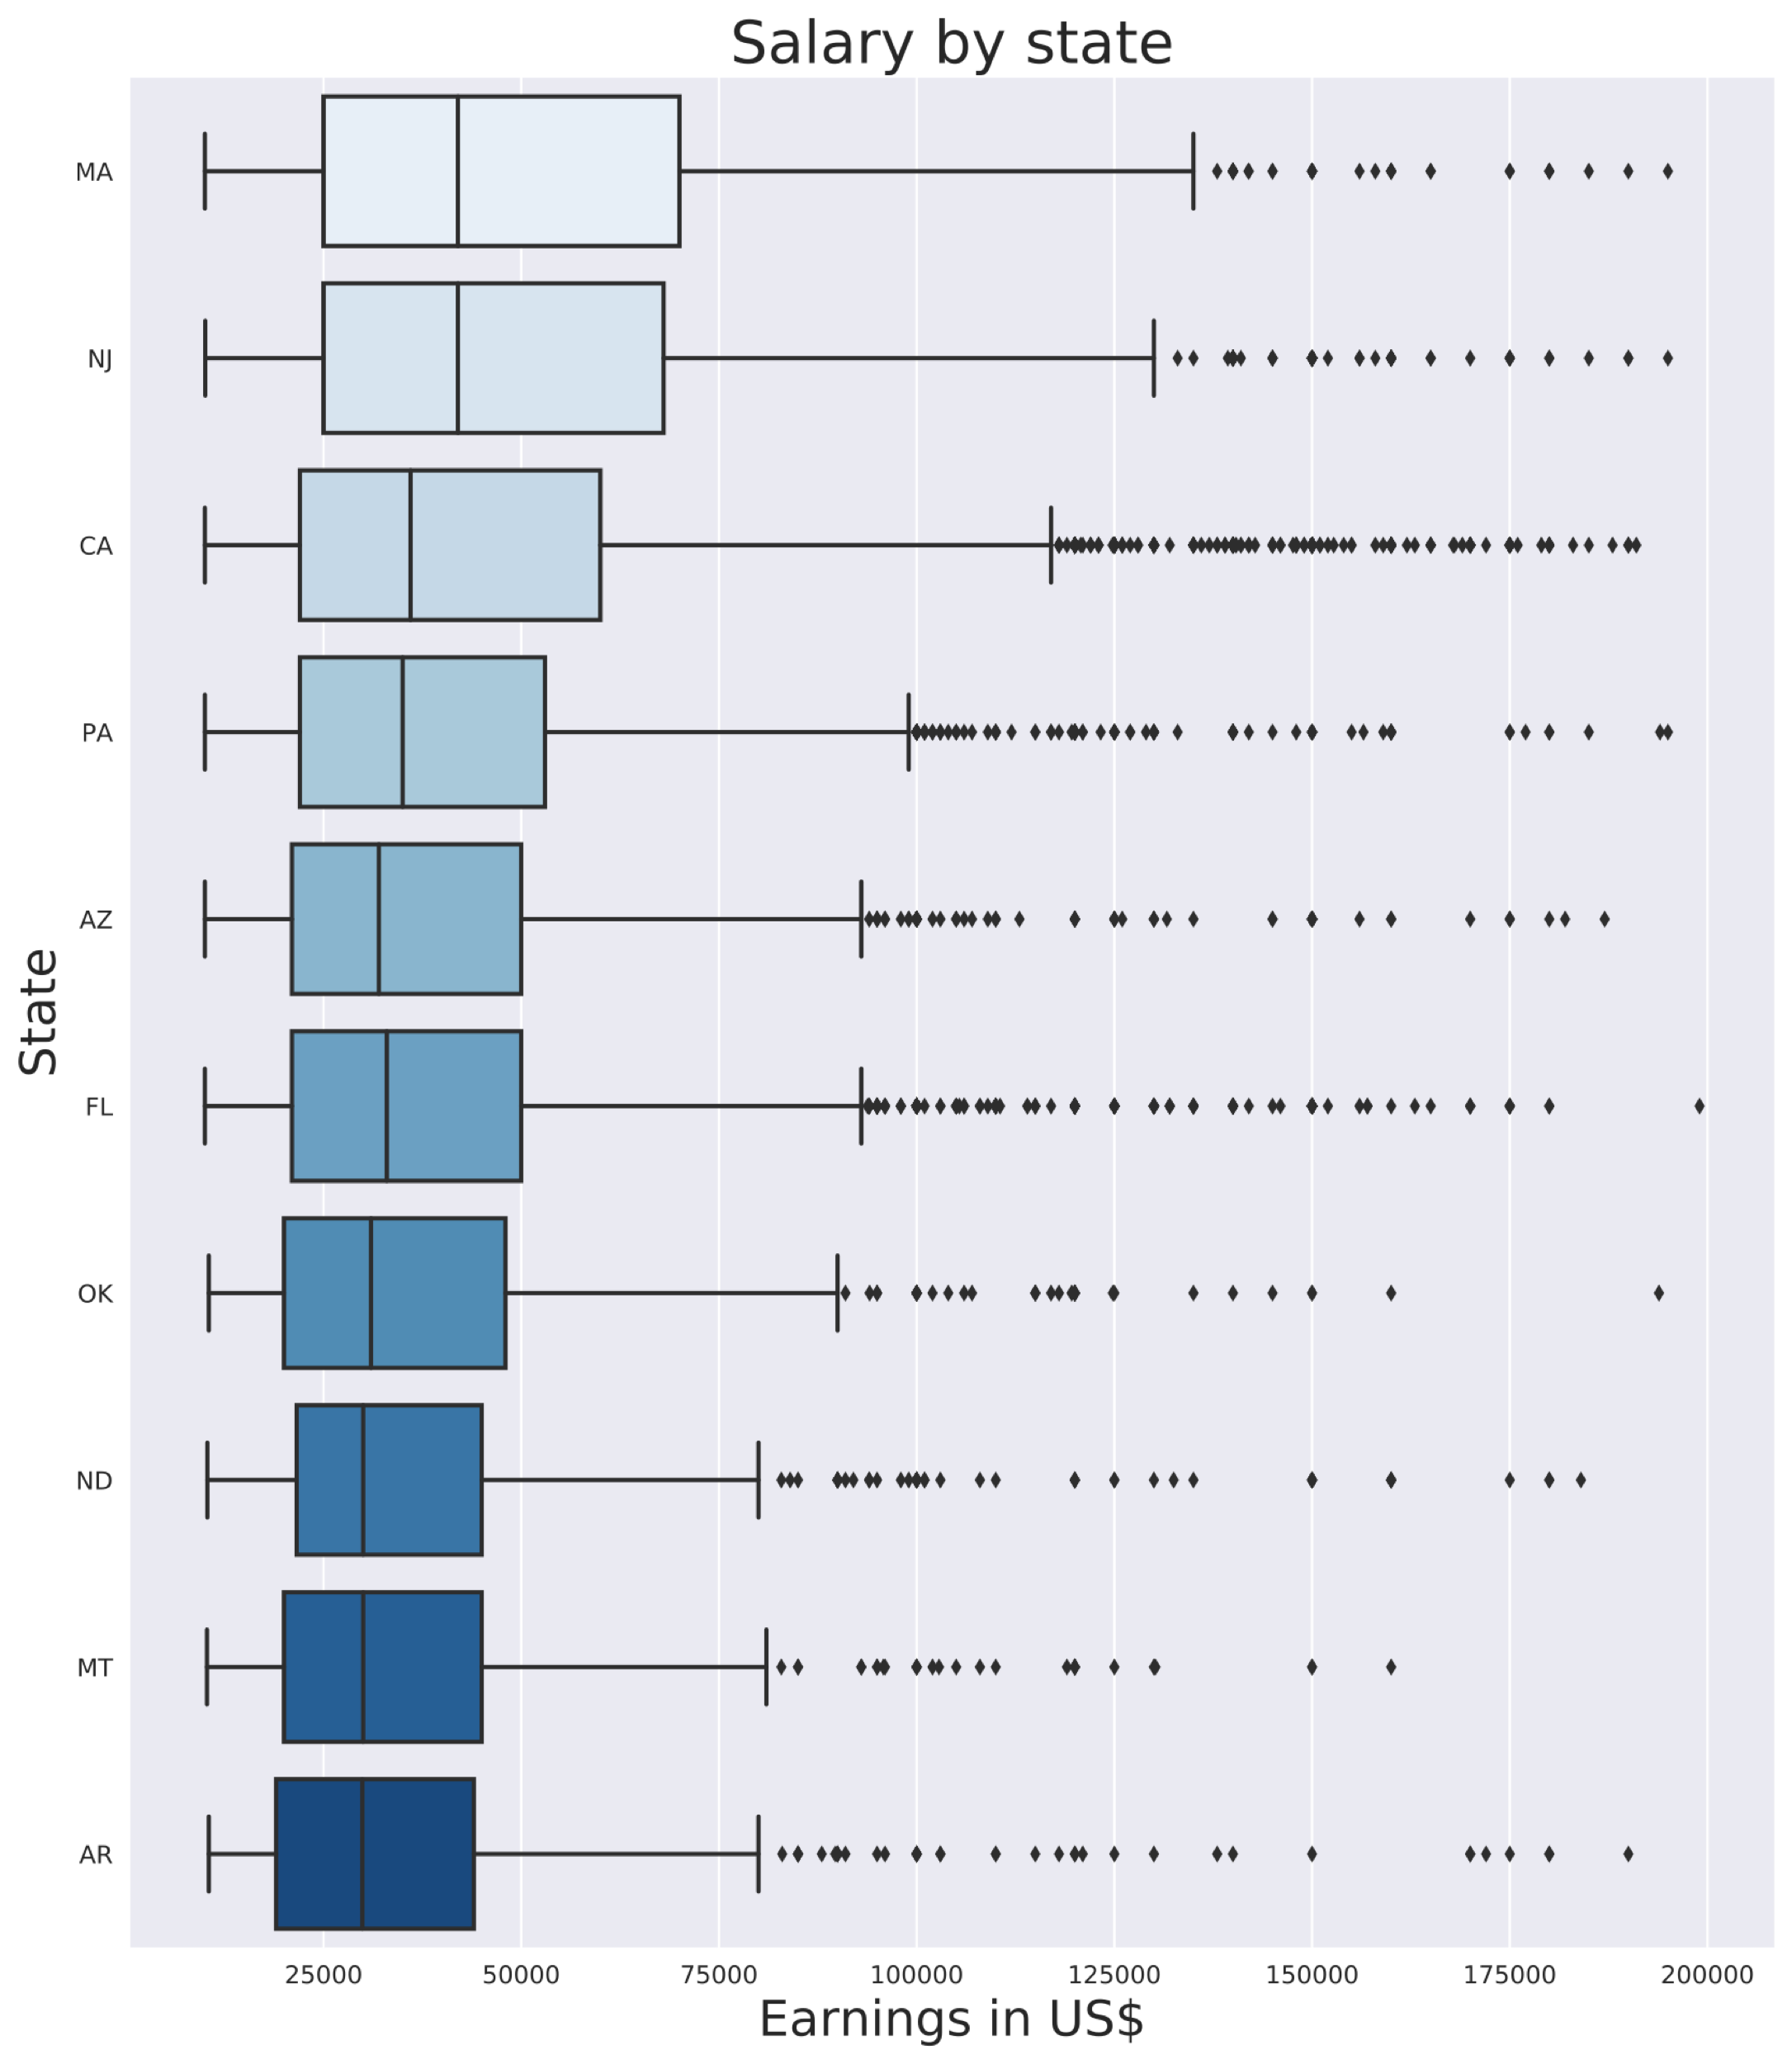 Salary by state
MA
NJ
CA
PA
AZ
State
FL
OK
ND
MT
AR
25000 50000 75000 100000 125000 150000 175000 200000
Earnings in US$